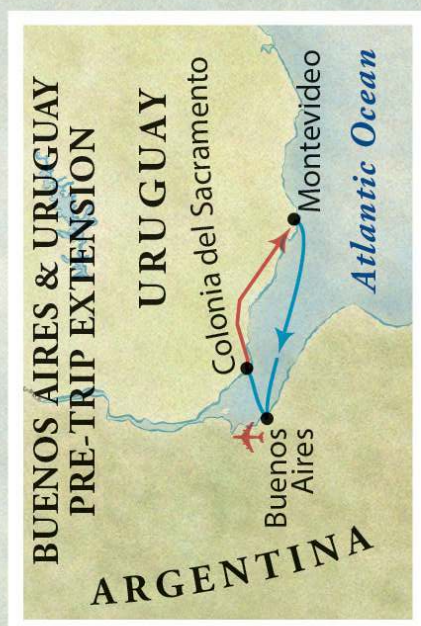 BUENOS AIRES & URUGUAY
PRE-TRIP EXTENSION
URUGUAY
Colonia del Sacramento
Montevideo
Buenos
Aires
Atlantic Ocean
ARGENTINA